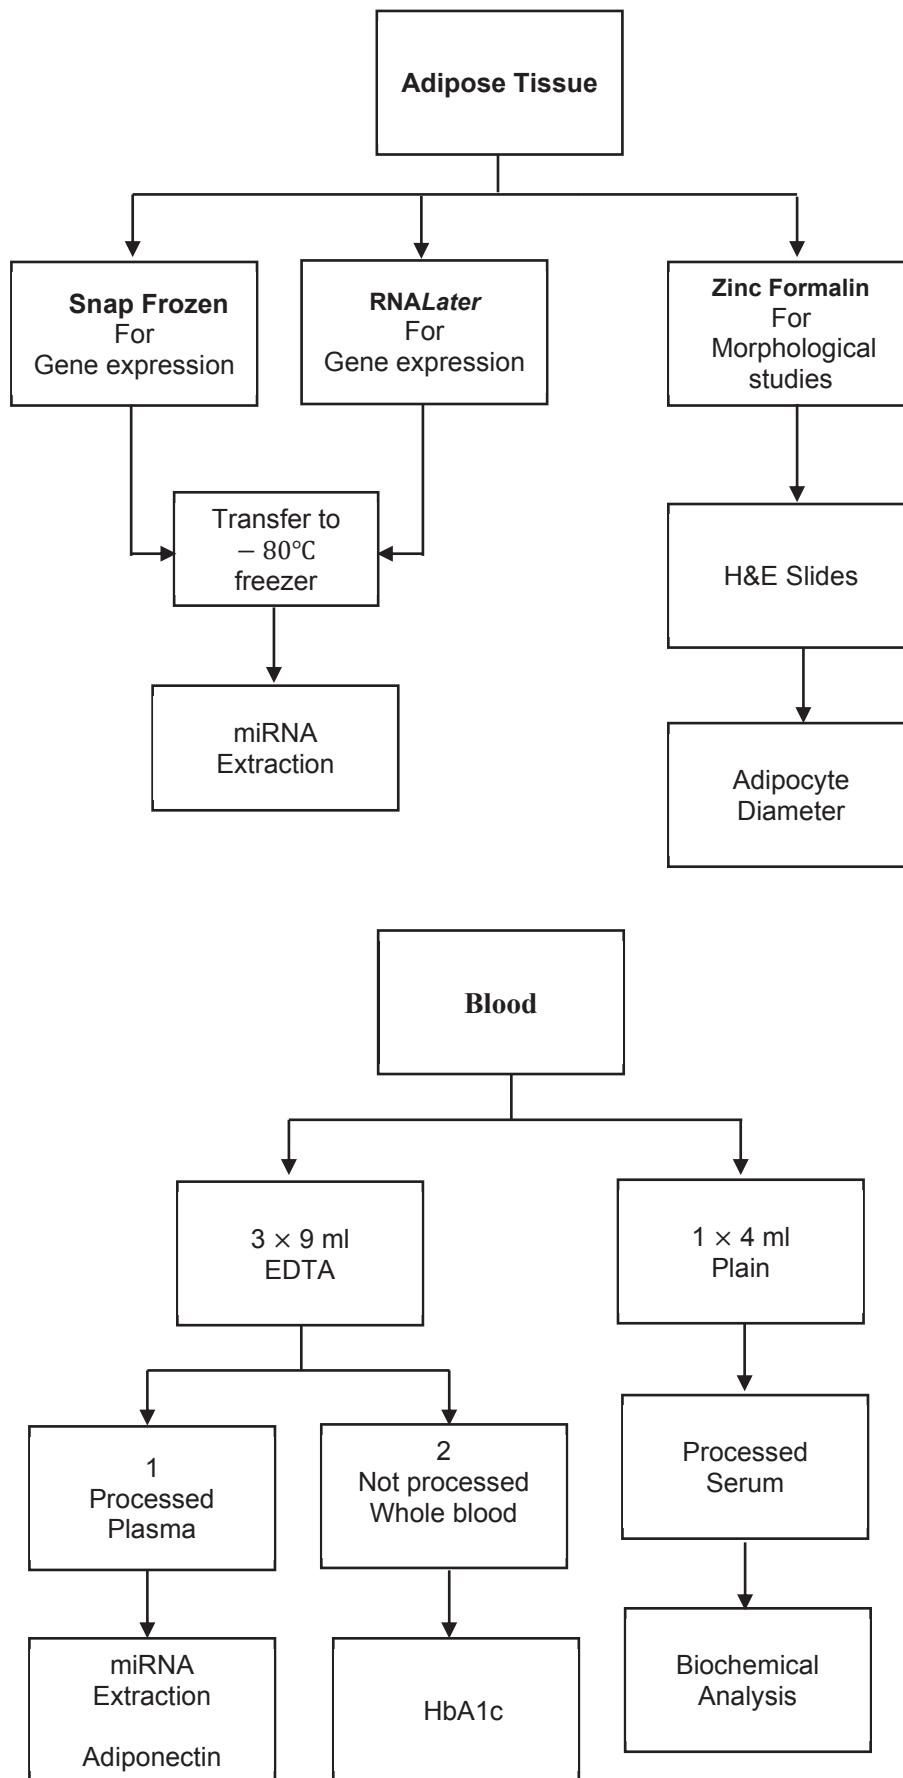 Adipose Tissue
Snap Frozen
For
Gene expression
RNALater
For
Gene expression
Zinc Formalin
For
Morphological
studies
Transfer to
− 80℃
freezer
H&E Slides
miRNA
Extraction
Adipocyte
Diameter
Blood
3 × 9 ml
EDTA
1 × 4 ml
Plain
1
Processed
Plasma
2
Not processed
Whole blood
Processed
Serum
miRNA
Extraction
Adiponectin
HbA1c
Biochemical
Analysis